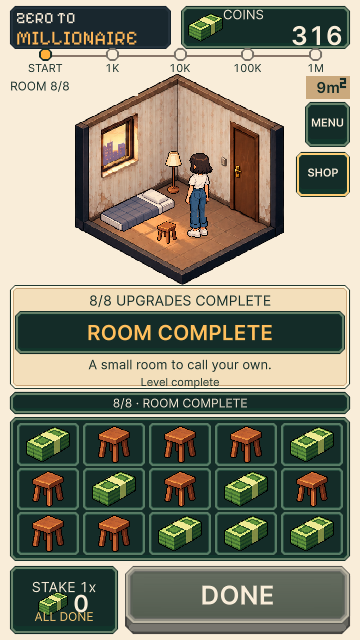 ZERO TO
MILLIONAIRE
COINS
316
START
1K
10K
100K
1M
ROOM 8/8
9m²
MENU
SHOP
8/8 UPGRADES COMPLETE
ROOM COMPLETE
A small room to call your own.
Level complete
8/8 · ROOM COMPLETE
STAKE 1x
0
ALL DONE
DONE